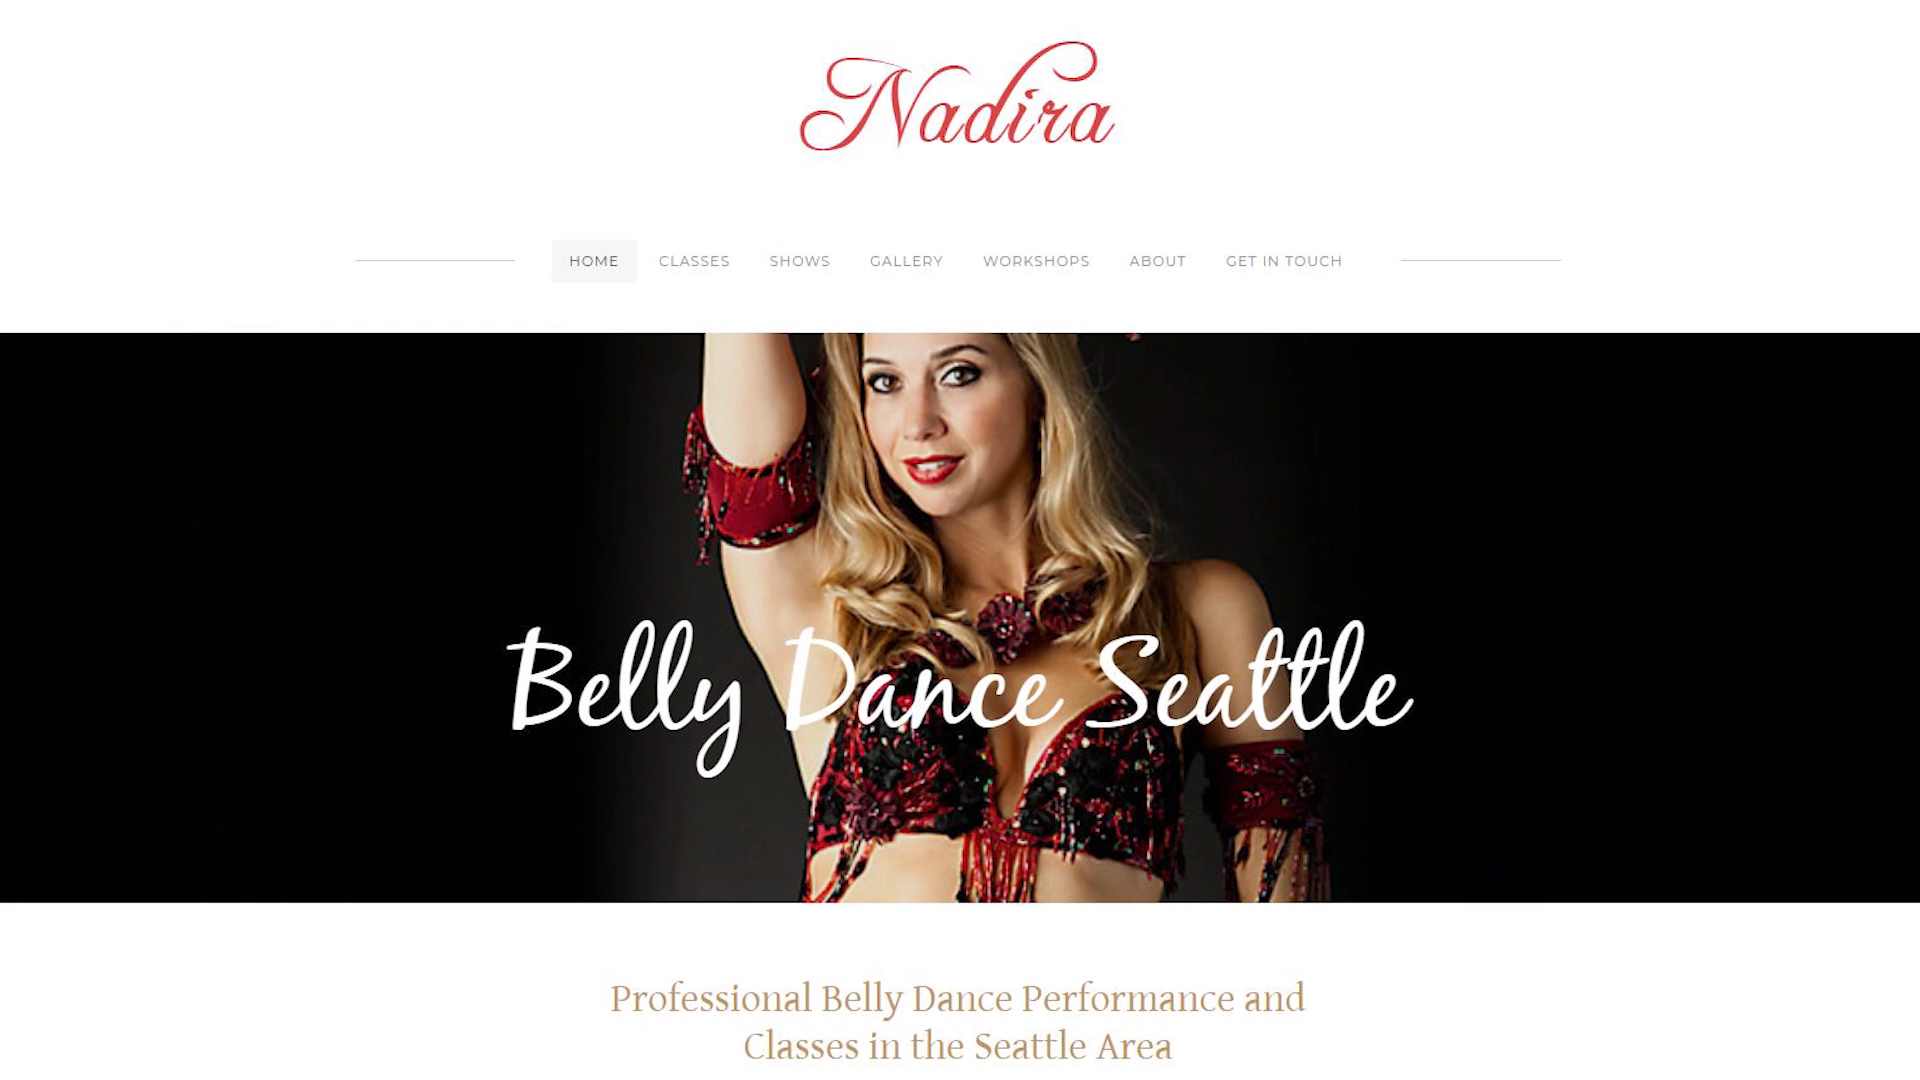 Nadira
HOME CLASSES SHOWS GALLERY WORKSHOPS ABOUT GET IN TOUCH
Belly Dance Seattle
Professional Belly Dance Performance and
Classes in the Seattle Area